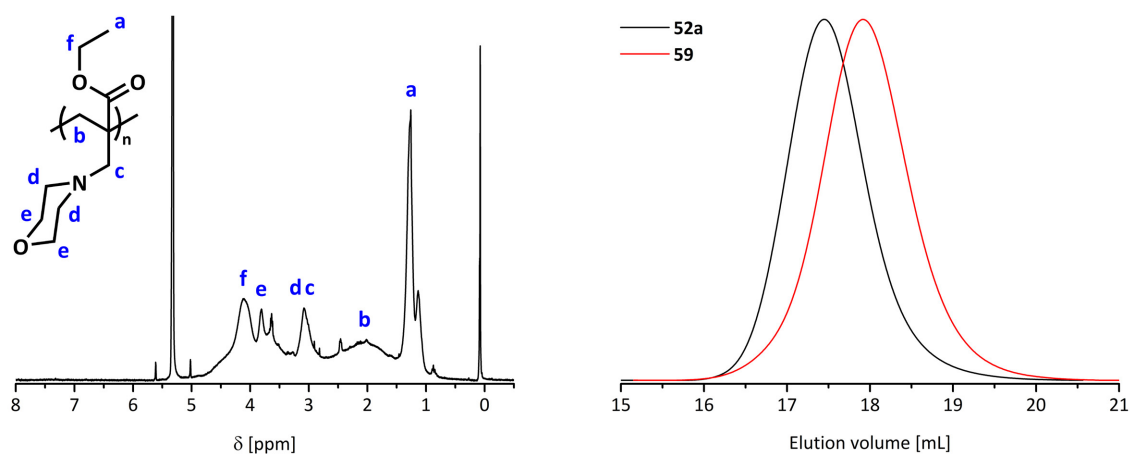 a
f
O
O
b
n
c
d
N
d
e
O
e
f
e
d c
b
a
8 7 6 5 4 3 2 1 0
δ [ppm]
52a
59
15 16 17 18 19 20 21
Elution volume [mL]